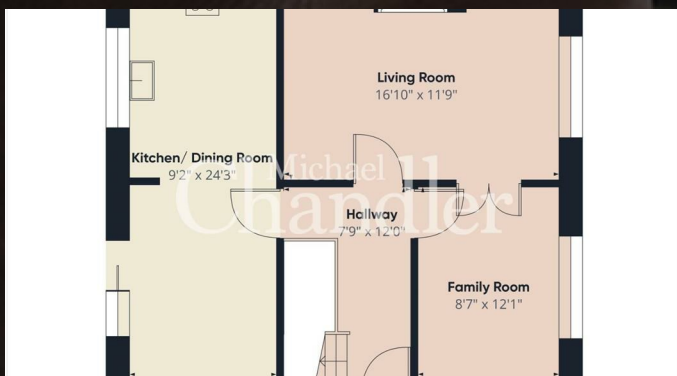 Living Room
16'10" x 11'9"
Kitchen/ Dining Room
9'2" x 24'3"
Michael
Chandler
Hallway
7'9" x 12'0"
Family Room
8'7" x 12'1"